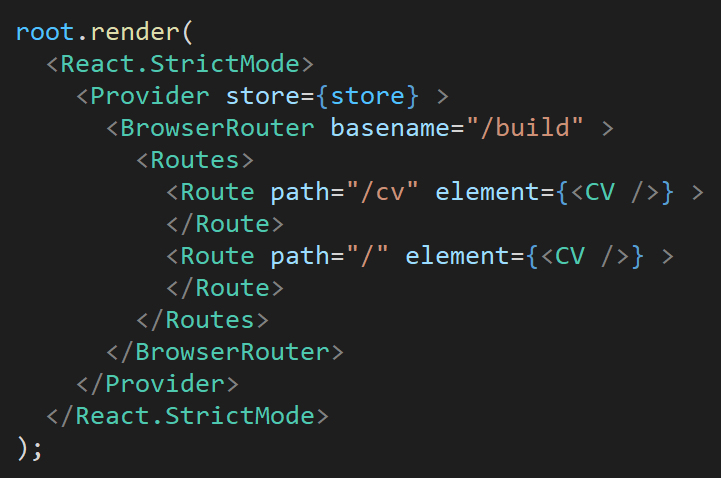 root.render(
  <React.StrictMode>
    <Provider store={store} >
      <BrowserRouter basename="/build" >
        <Routes>
          <Route path="/cv" element={<CV />} >
          </Route>
          <Route path="/" element={<CV />} >
          </Route>
        </Routes>
      </BrowserRouter>
    </Provider>
  </React.StrictMode>
);